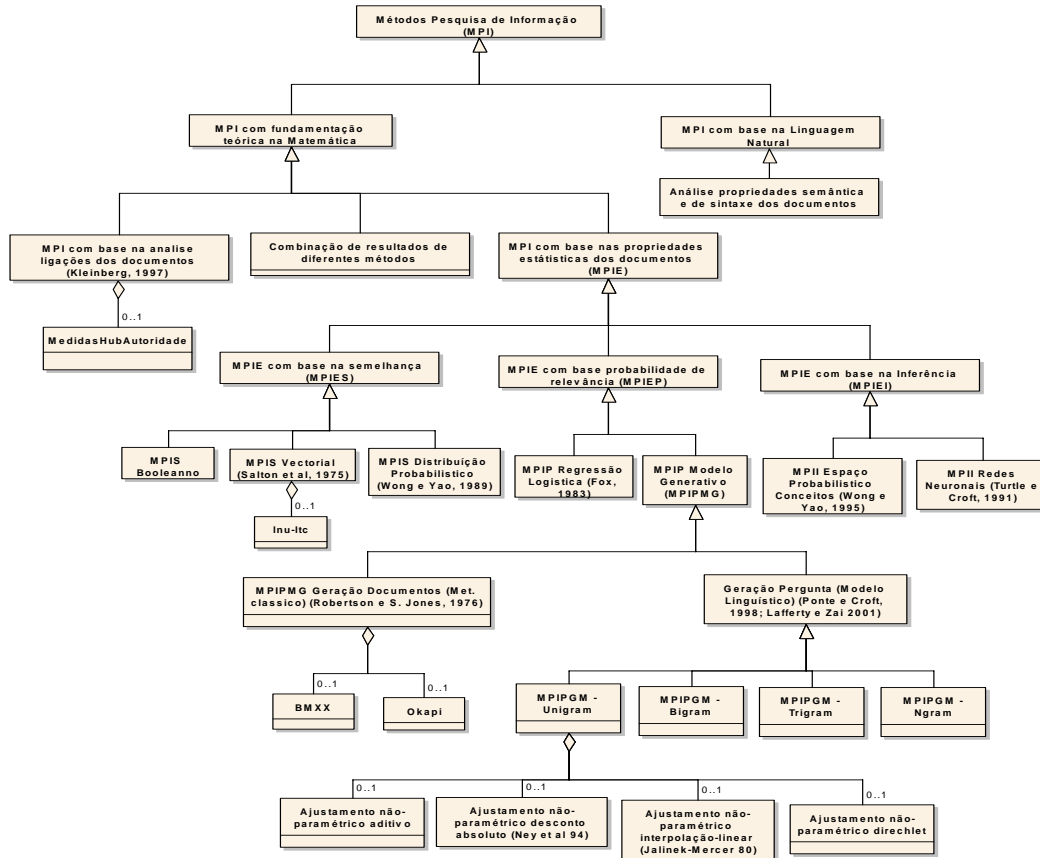 Métodos Pesquisa de Informação
(MPI)
MPI com fundamentação
teórica na Matemática
MPI com base na Linguagem
Natural
Análise propriedades semântica
e de sintaxe dos documentos
MPI com base na analise
ligações dos documentos
(Kleinberg, 1997)
Combinação de resultados de
diferentes métodos
MPI com base nas propriedades
estátisticas dos documentos
(MPIE)
0..1
MedidasHubAutoridade
MPIE com base na semelhança
(MPIES)
MPIE com base probabilidade de
relevância (MPIEP)
MPIE com base na Inferência
(MPIEI)
MPIS
Booleanno
MPIS Vectorial
(Salton et al, 1975)
MPIS Distribuíção
Probabilistico
(Wong e Yao, 1989)
MPIP Regressão
Logistica (Fox,
1983)
MPIP Modelo
Generativo
(MPIPMG)
MPII Espaço
Probabilistico
Conceitos (Wong e
Yao, 1995)
MPII Redes
Neuronais (Turtle e
Croft, 1991)
0..1
lnu-ltc
MPIPMG Geração Documentos (Met.
classico) (Robertson e S. Jones, 1976)
Geração Pergunta (Modelo
Linguístico) (Ponte e Croft,
1998; Lafferty e Zai 2001)
0..1
BMXX
0..1
Okapi
MPIPGM -
Unigram
MPIPGM -
Bigram
MPIPGM -
Trigram
MPIPGM -
Ngram
0..1
Ajustamento não-
paramétrico aditivo
0..1
Ajustamento não-
paramétrico desconto
absoluto (Ney et al 94)
0..1
Ajustamento não-
paramétrico
interpolação-linear
(Jalinek-Mercer 80)
0..1
Ajustamento não-
paramétrico direchlet